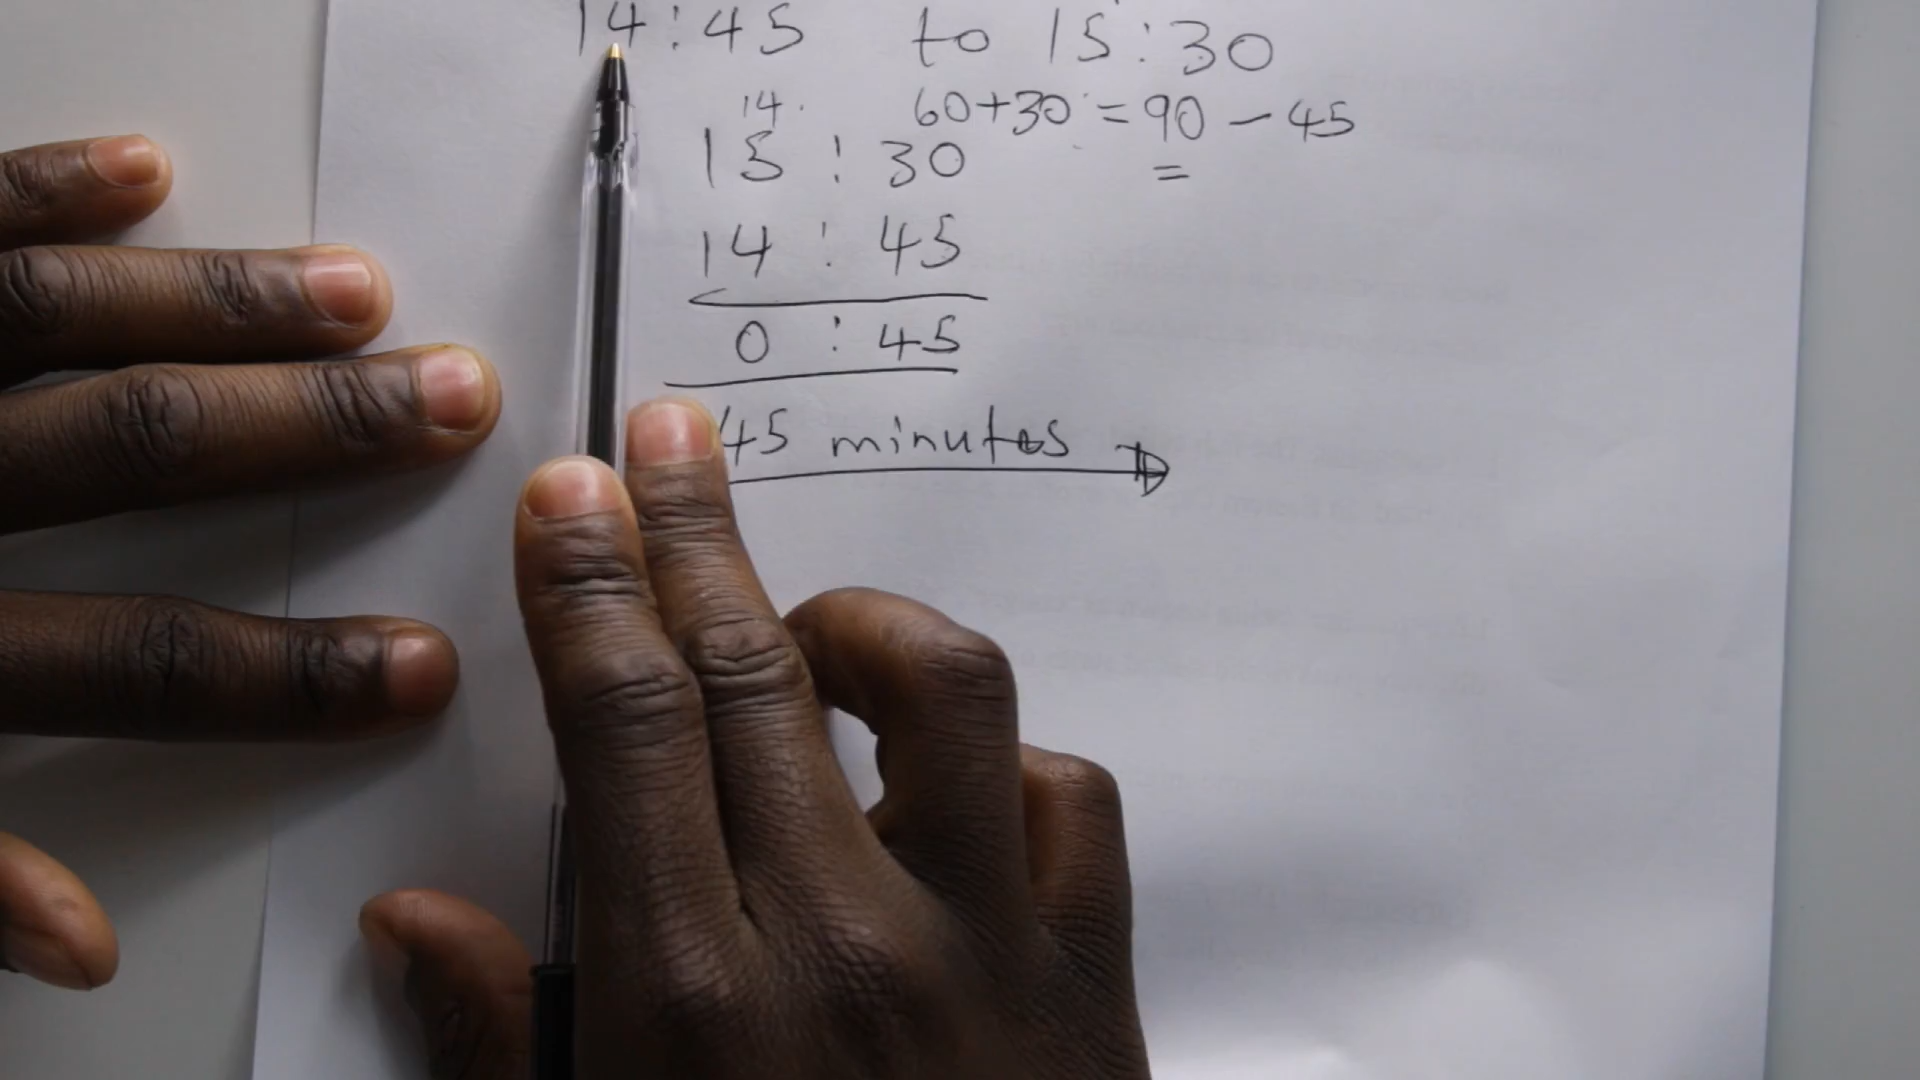 14:45 to 15:30
14. 60+30 = 90 - 45
15 : 30 =
14 : 45
0 : 45
45 minutes